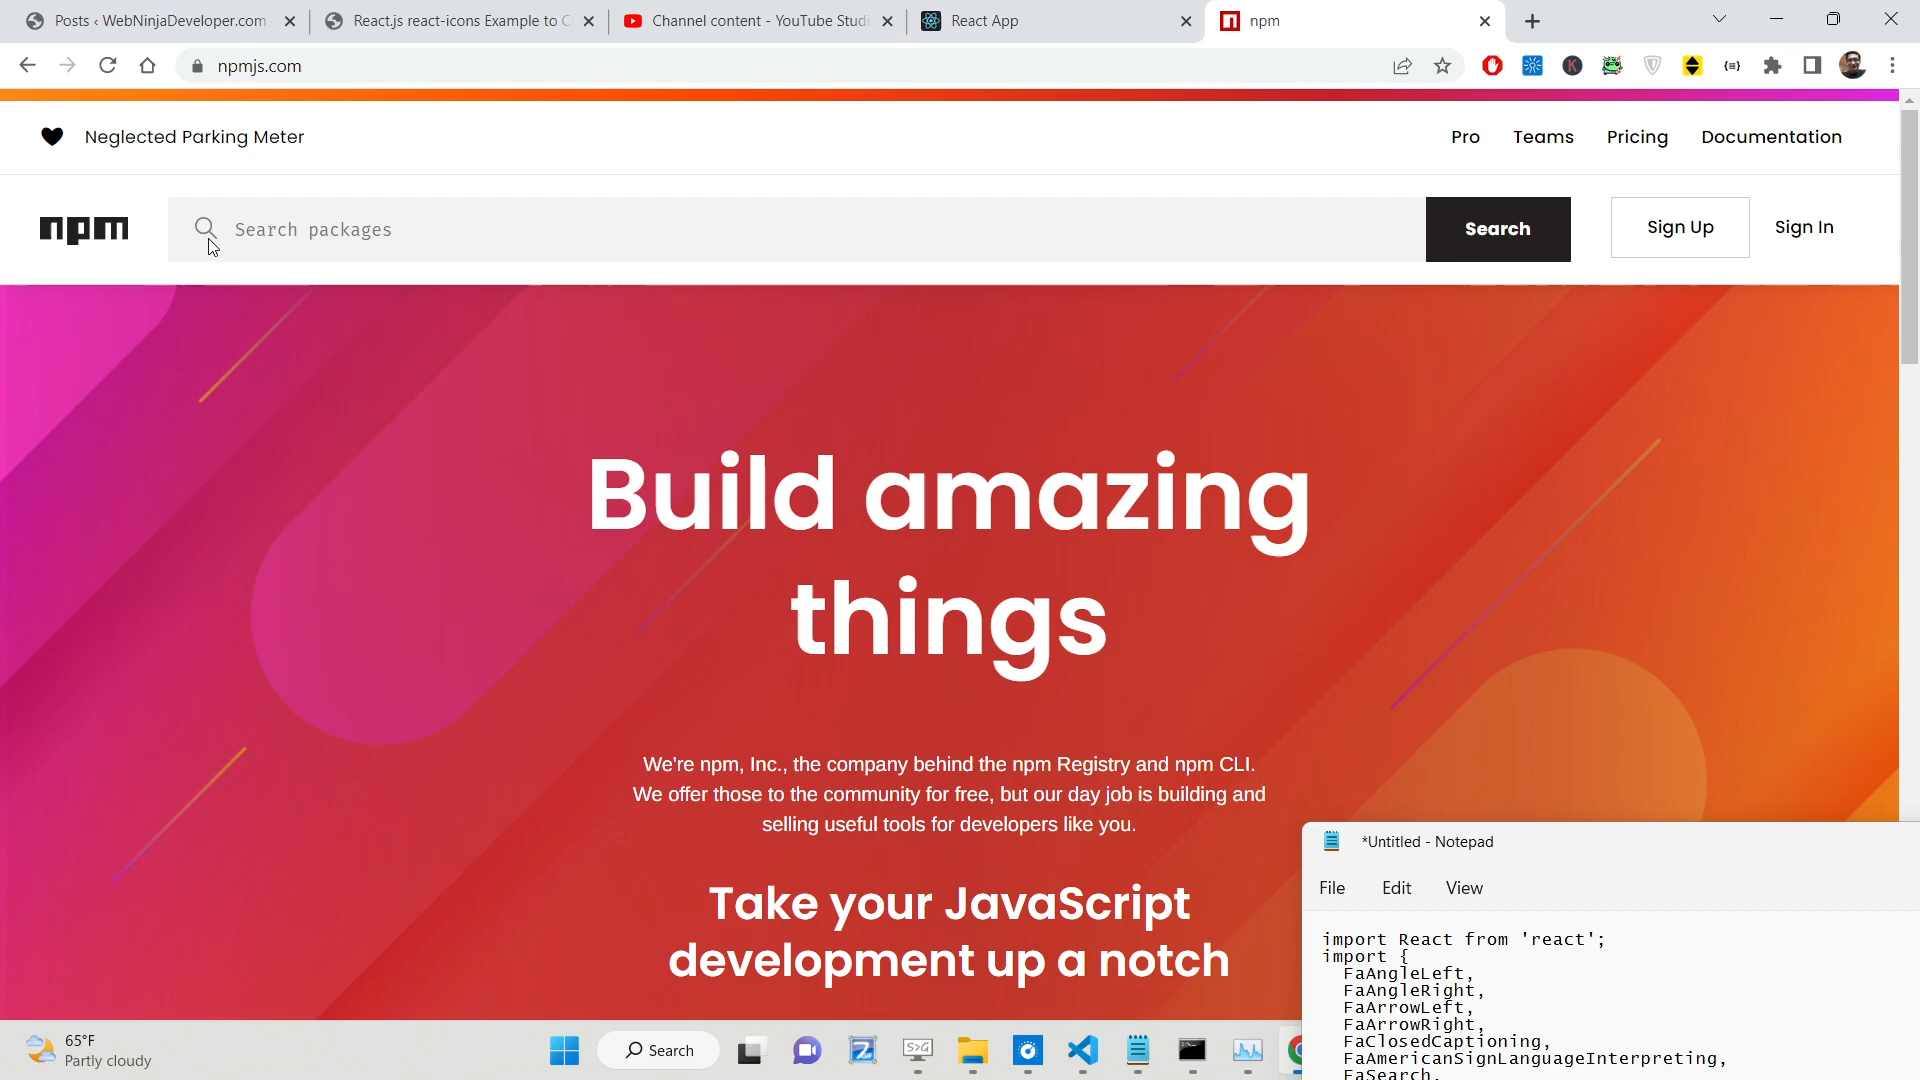 Posts ‹ WebNinjaDeveloper.com
React.js react-icons Example to C
Channel content - YouTube Studi
React App
npm
npmjs.com
Neglected Parking Meter
Pro
Teams
Pricing
Documentation
npm
Search packages
Search
Sign Up
Sign In
Build amazing
things
We're npm, Inc., the company behind the npm Registry and npm CLI.
We offer those to the community for free, but our day job is building and
selling useful tools for developers like you.
Take your JavaScript
development up a notch
*Untitled - Notepad
File
Edit
View
import React from 'react';
import {
FaAngleLeft,
FaAngleRight,
FaArrowLeft,
FaArrowRight,
FaClosedCaptioning,
FaAmericanSignLanguageInterpreting,
FaSearch,
65°F
Partly cloudy
Search